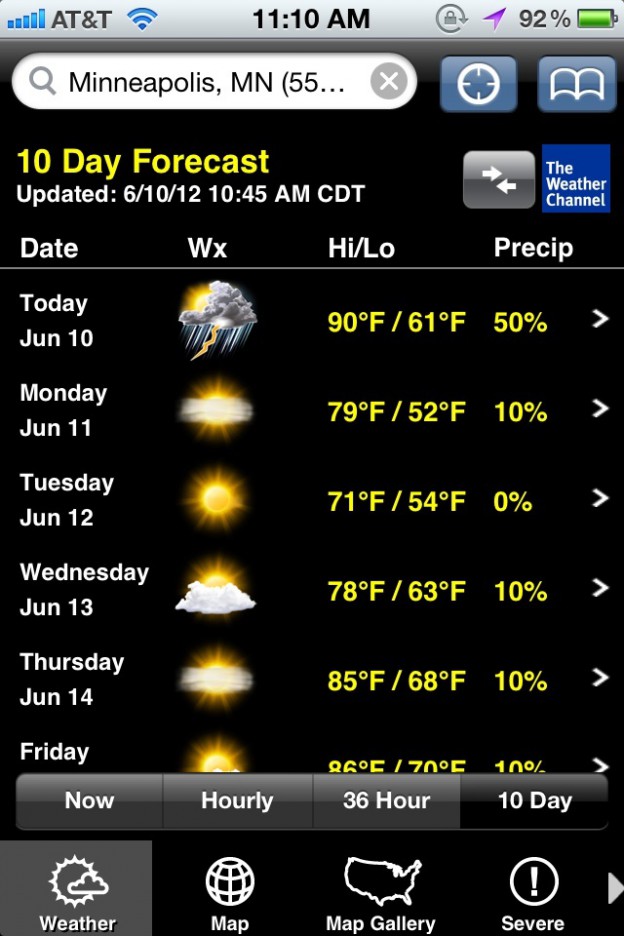 AT&T 11:10 AM 92%
Minneapolis, MN (55...
10 Day Forecast
Updated: 6/10/12 10:45 AM CDT
The
Weather
Channel
Date Wx Hi/Lo Precip
Today
Jun 10
90°F / 61°F 50%
Monday
Jun 11
79°F / 52°F 10%
Tuesday
Jun 12
71°F / 54°F 0%
Wednesday
Jun 13
78°F / 63°F 10%
Thursday
Jun 14
85°F / 68°F 10%
Friday
86°F / 70°F 10%
Now Hourly 36 Hour 10 Day
Weather Map Map Gallery Severe